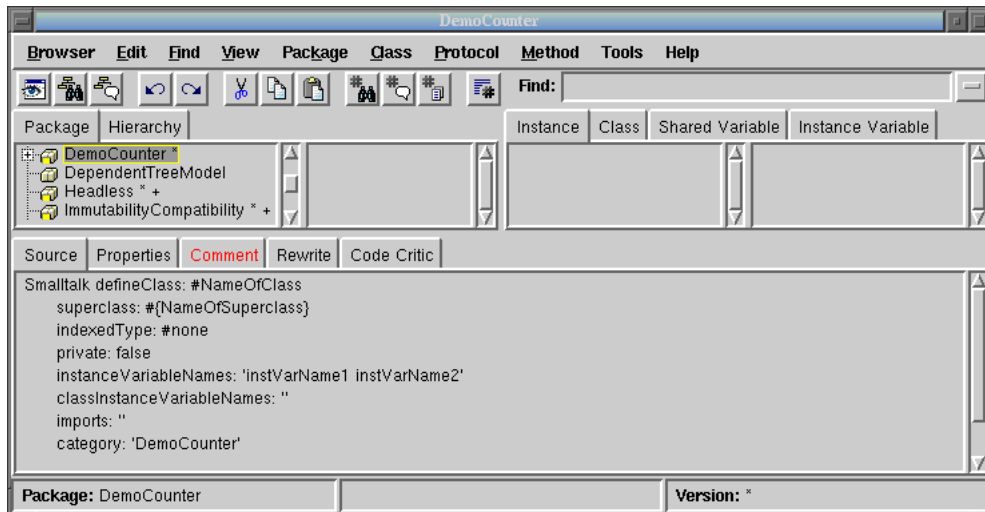 DemoCounter
Browser Edit Find View Package Class Protocol Method Tools Help
Find:
Package Hierarchy Instance Class Shared Variable Instance Variable
DemoCounter *
DependentTreeModel
Headless * +
ImmutabilityCompatibility * +
Source Properties Comment Rewrite Code Critic
Smalltalk defineClass: #NameOfClass
superclass: #{NameOfSuperclass}
indexedType: #none
private: false
instanceVariableNames: 'instVarName1 instVarName2'
classInstanceVariableNames: ''
imports: ''
category: 'DemoCounter'
Package: DemoCounter Version: *